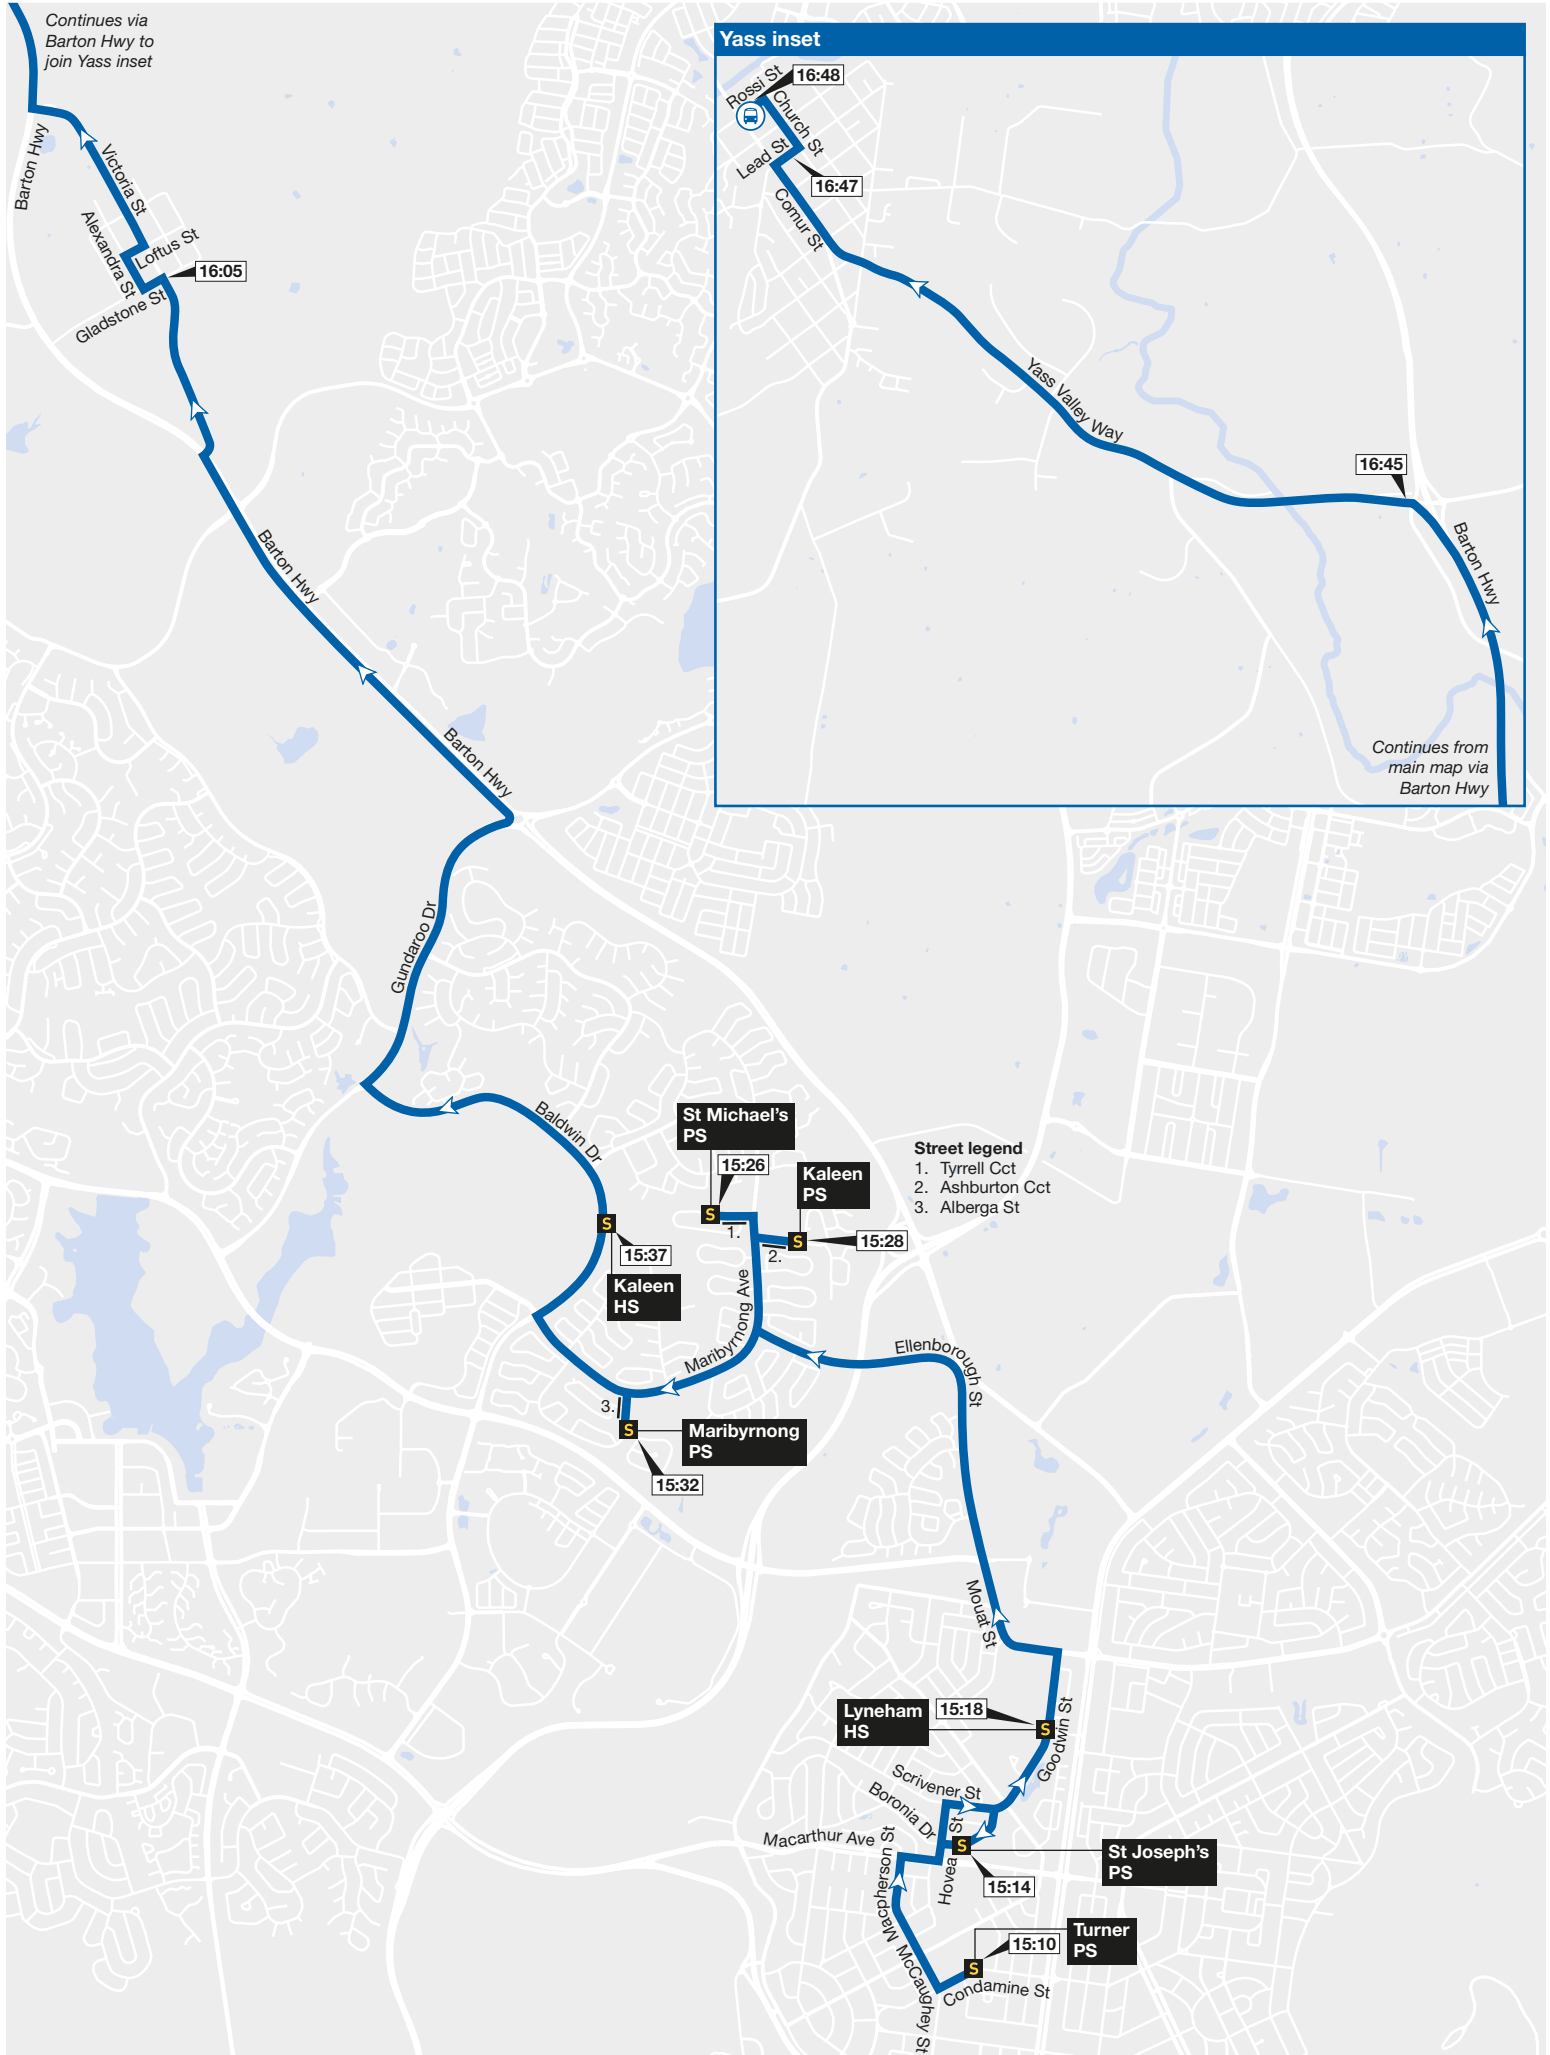 Continues via
Barton Hwy to
join Yass inset
Yass inset
Rossi St
16:48
Church St
Lead St
16:47
Comur St
Yass Valley Way
16:45
Barton Hwy
Continues from
main map via
Barton Hwy
Barton Hwy
Victoria St
Alexandra St
Loftus St
16:05
Gladstone St
Barton Hwy
Barton Hwy
Gundaroo Dr
Baldwin Dr
St Michael's
PS
15:26
Kaleen
PS
Street legend
1. Tyrrell Cct
2. Ashburton Cct
3. Alberga St
S
S
S
1.
2.
15:28
15:37
Kaleen
HS
Maribyrnong Ave
Ellenborough St
3.
S
Maribyrnong
PS
15:32
Mouat St
Lyneham
HS
15:18
S
Goodwin St
Scrivener St
Boronia Dr
Macarthur Ave
Macpherson St
Hovea St
S
St Joseph's
PS
15:14
Turner
PS
15:10
S
McCaughey St
Condamine St